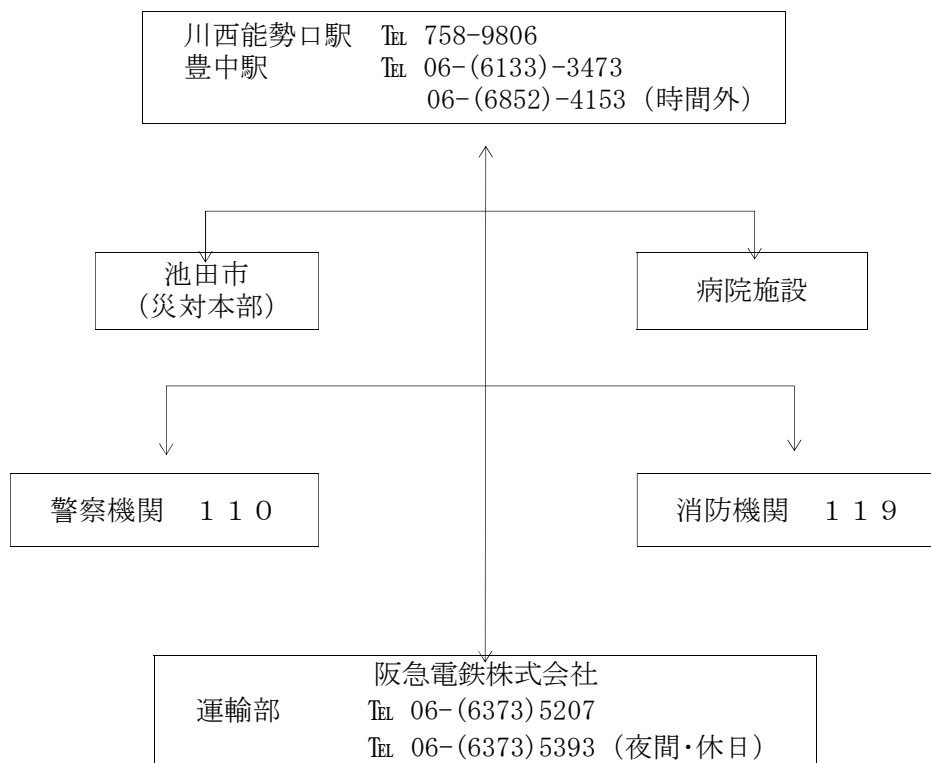 川西能勢口駅 ℡ 758-9806
豊中駅 ℡ 06-(6133)-3473
06-(6852)-4153（時間外）
池田市
（災対本部）
病院施設
警察機関 １１０
消防機関 １１９
阪急電鉄株式会社
運輸部 ℡ 06-(6373)5207
℡ 06-(6373)5393（夜間･休日）